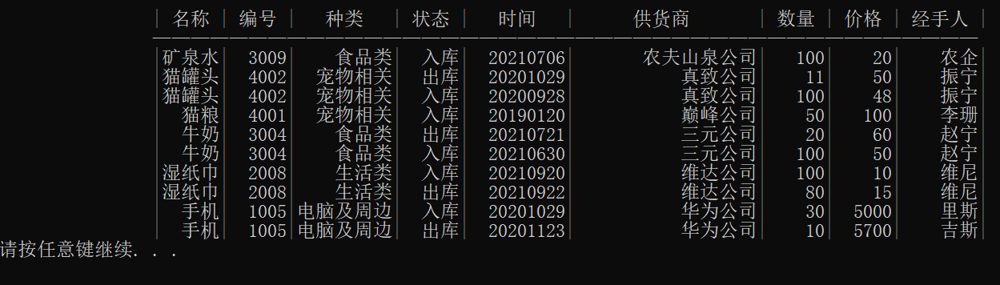 | 名称 | 编号 | 种类 | 状态 | 时间 | 供货商 | 数量 | 价格 | 经手人 |
| 矿泉水 | 3009 | 食品类 | 入库 | 20210706 | 农夫山泉公司 | 100 | 20 | 农企 |
| 猫罐头 | 4002 | 宠物相关 | 出库 | 20201029 | 真致公司 | 11 | 50 | 振宁 |
| 猫罐头 | 4002 | 宠物相关 | 入库 | 20200928 | 真致公司 | 100 | 48 | 振宁 |
| 猫粮 | 4001 | 宠物相关 | 入库 | 20190120 | 巅峰公司 | 50 | 100 | 李珊 |
| 牛奶 | 3004 | 食品类 | 出库 | 20210721 | 三元公司 | 20 | 60 | 赵宁 |
| 牛奶 | 3004 | 食品类 | 入库 | 20210630 | 三元公司 | 100 | 50 | 赵宁 |
| 湿纸巾 | 2008 | 生活类 | 入库 | 20210920 | 维达公司 | 100 | 10 | 维尼 |
| 湿纸巾 | 2008 | 生活类 | 出库 | 20210922 | 维达公司 | 80 | 15 | 维尼 |
| 手机 | 1005 | 电脑及周边 | 入库 | 20201029 | 华为公司 | 30 | 5000 | 里斯 |
| 手机 | 1005 | 电脑及周边 | 出库 | 20201123 | 华为公司 | 10 | 5700 | 吉斯 |
请按任意键继续. . .